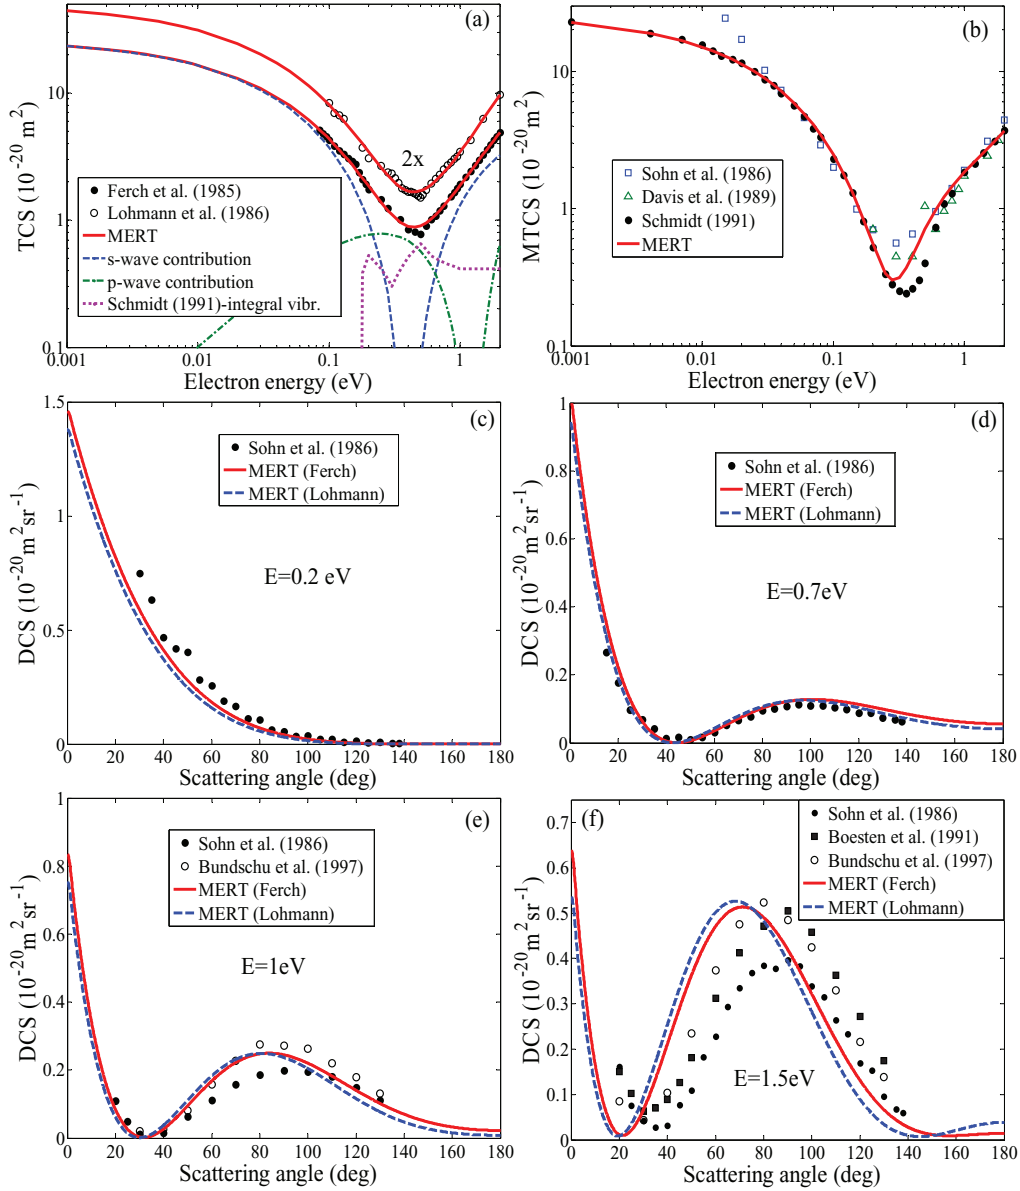 (a)
TCS (10⁻²⁰ m²)
10
1
0.1
2x
Ferch et al. (1985)
Lohmann et al. (1986)
MERT
s-wave contribution
p-wave contribution
Schmidt (1991)-integral vibr.
0.001 0.01 0.1 1
Electron energy (eV)
(b)
MTCS (10⁻²⁰ m²)
10
1
0.1
Sohn et al. (1986)
Davis et al. (1989)
Schmidt (1991)
MERT
0.001 0.01 0.1 1
Electron energy (eV)
(c)
DCS (10⁻²⁰m² sr⁻¹)
1.5
1
0.5
0
Sohn et al. (1986)
MERT (Ferch)
MERT (Lohmann)
E=0.2 eV
0 20 40 60 80 100 120 140 160 180
Scattering angle (deg)
(d)
DCS (10⁻²⁰m² sr⁻¹)
1
0.8
0.6
0.4
0.2
0
Sohn et al. (1986)
MERT (Ferch)
MERT (Lohmann)
E=0.7eV
0 20 40 60 80 100 120 140 160 180
Scattering angle (deg)
(e)
DCS (10⁻²⁰m² sr⁻¹)
1
0.8
0.6
0.4
0.2
0
Sohn et al. (1986)
Bundschu et al. (1997)
MERT (Ferch)
MERT (Lohmann)
E=1eV
0 20 40 60 80 100 120 140 160 180
Scattering angle (deg)
(f)
DCS (10⁻²⁰m² sr⁻¹)
0.7
0.6
0.5
0.4
0.3
0.2
0.1
0
Sohn et al. (1986)
Boesten et al. (1991)
Bundschu et al. (1997)
MERT (Ferch)
MERT (Lohmann)
E=1.5eV
0 20 40 60 80 100 120 140 160 180
Scattering angle (deg)